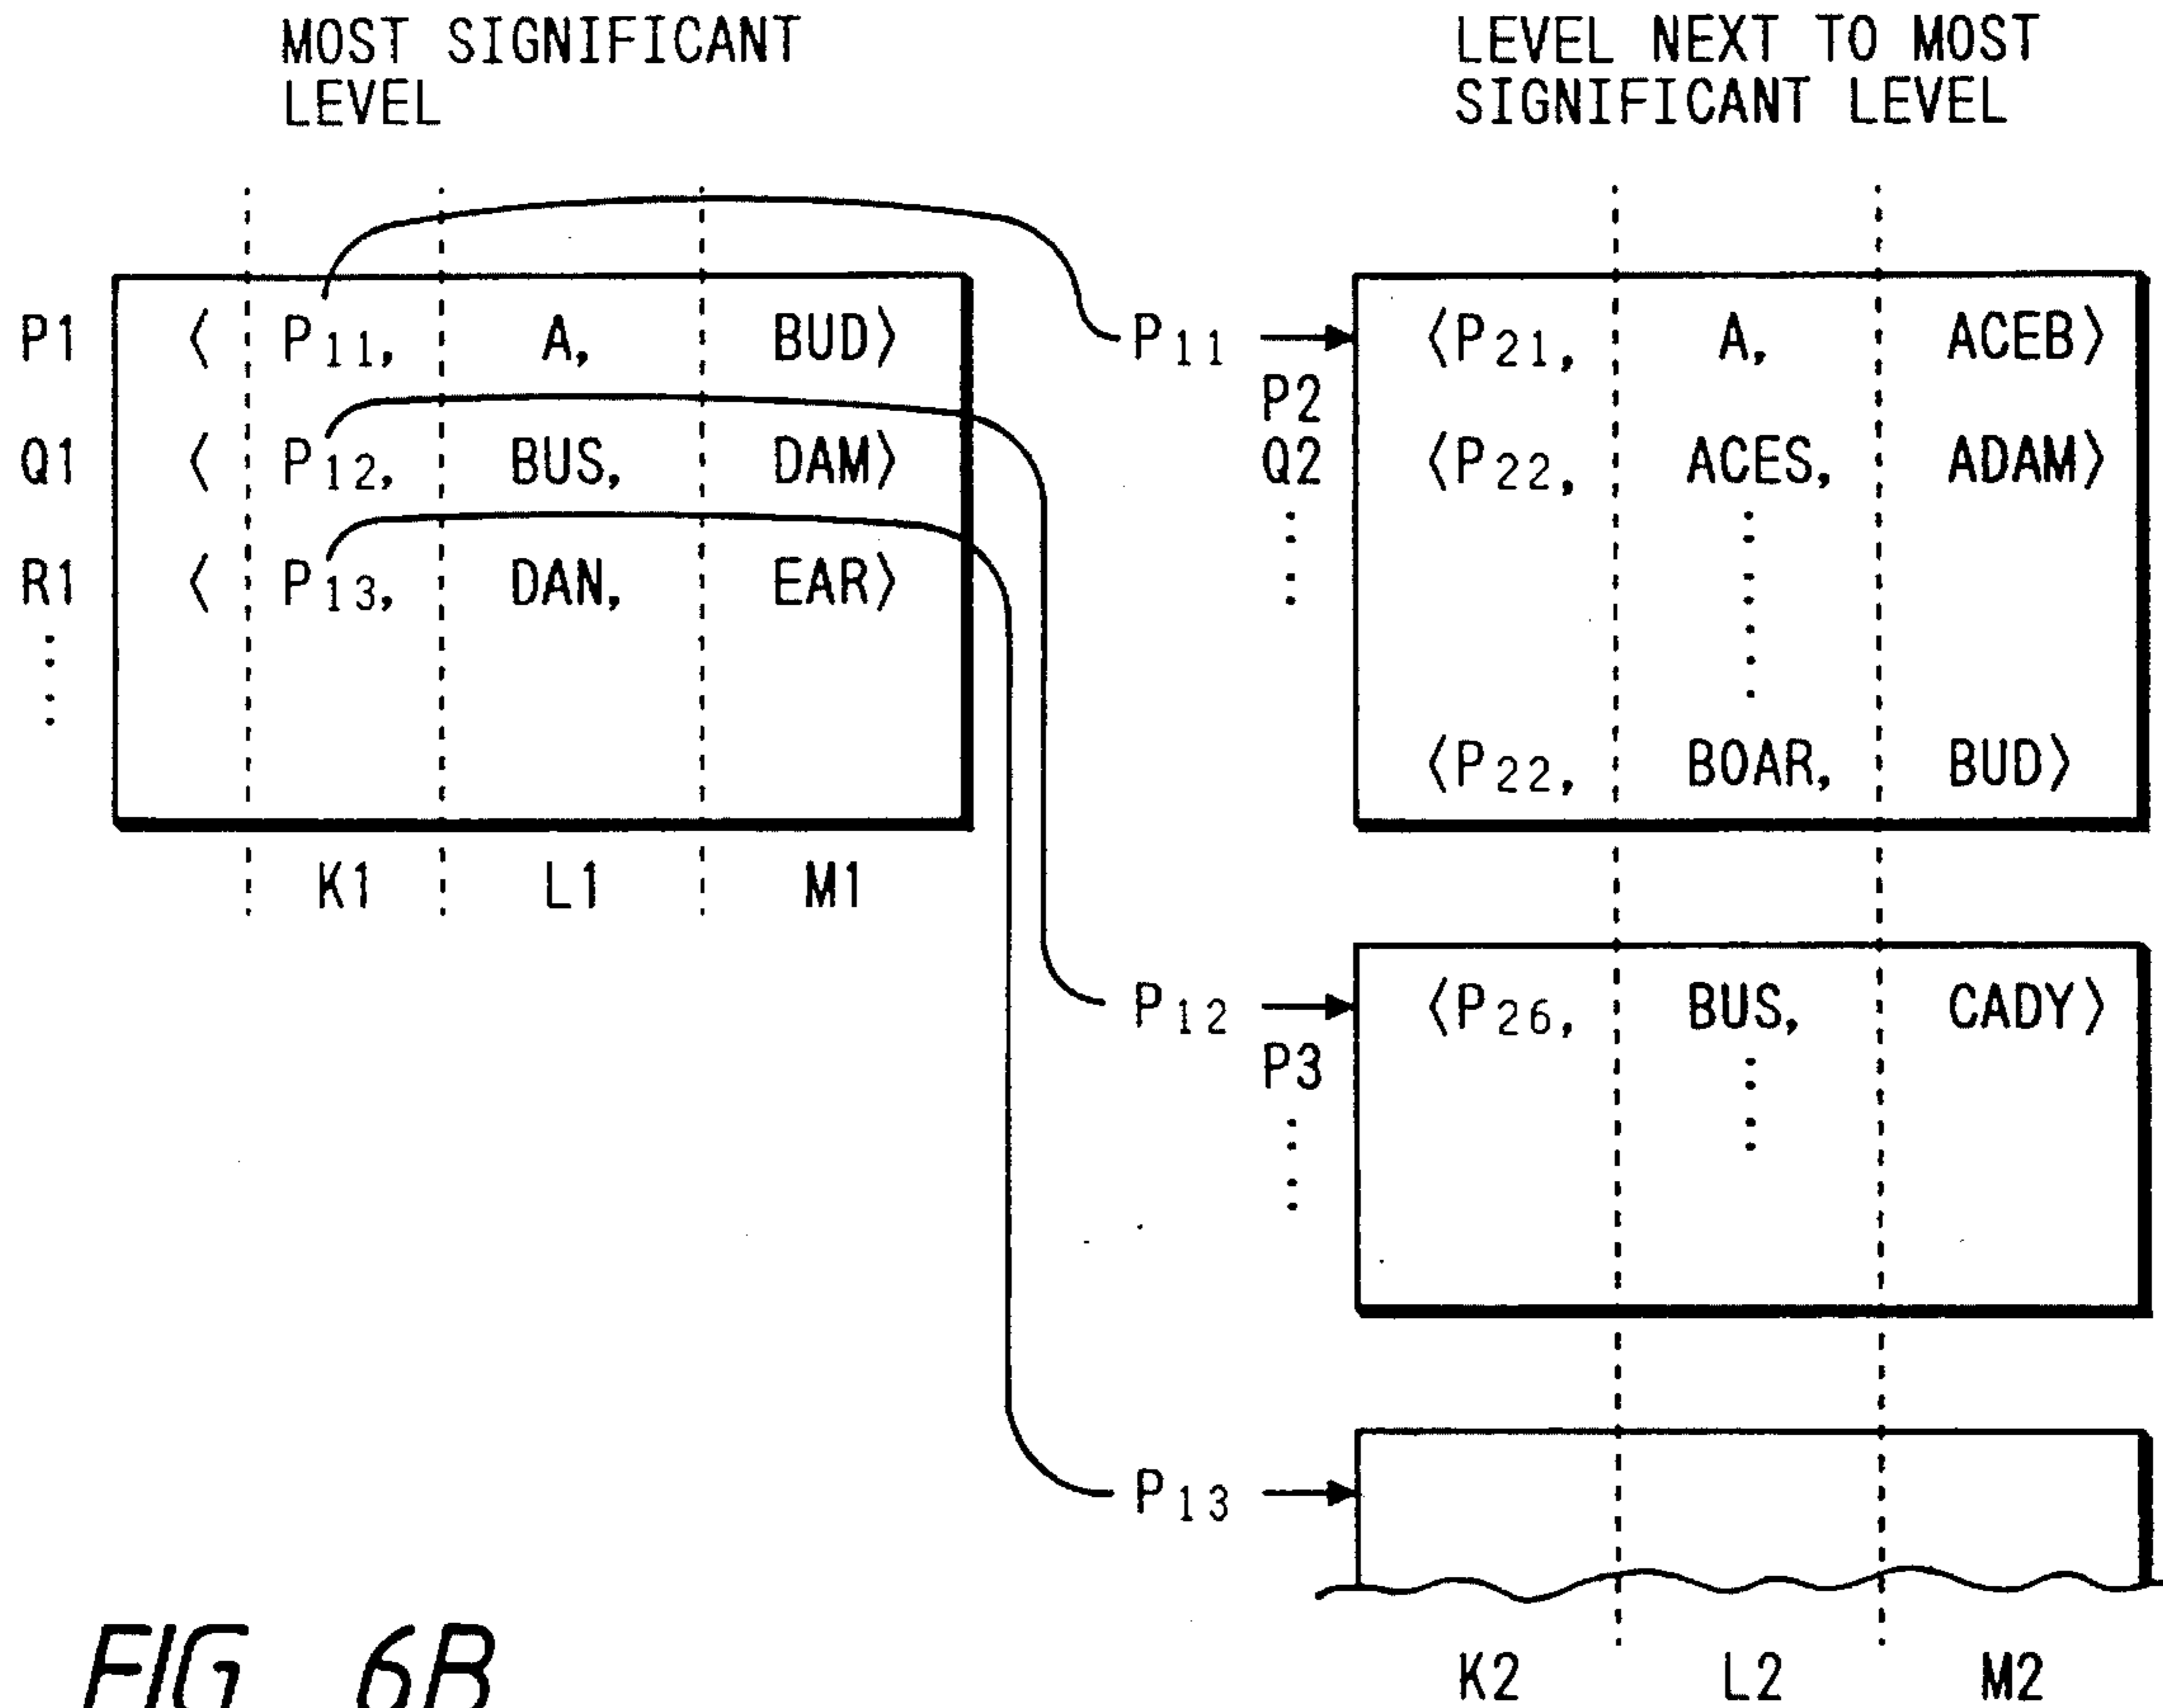 MOST SIGNIFICANT
LEVEL
LEVEL NEXT TO MOST
SIGNIFICANT LEVEL
P1 〈 P11, A, BUD〉
Q1 〈 P12, BUS, DAM〉
R1 〈 P13, DAN, EAR〉
K1 L1 M1
P11
P2
Q2
〈P21, A, ACEB〉
〈P22, ACES, ADAM〉
〈P22, BOAR, BUD〉
P12
P3
〈P26, BUS, CADY〉
P13
K2 L2 M2
FIG 6B